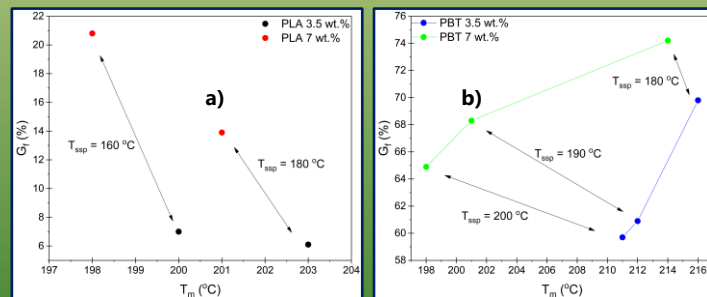 22
20
18
16
14
12
10
8
6
G_f (%)
197 198 199 200 201 202 203 204
T_m (°C)
PLA 3.5 wt.%
PLA 7 wt.%
a)
T_ssp = 160 °C
T_ssp = 180 °C
76
74
72
70
68
66
64
62
60
58
G_f (%)
198 200 202 204 206 208 210 212 214 216
T_m (°C)
PBT 3.5 wt.%
PBT 7 wt.%
b)
T_ssp = 180 °C
T_ssp = 190 °C
T_ssp = 200 °C